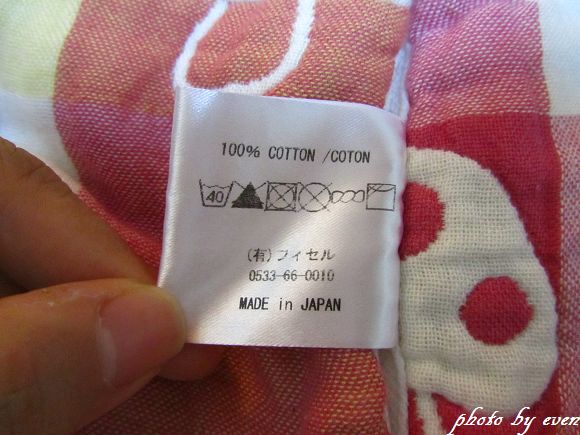 100% COTTON /COTON
40
(有)フィセル
0533-66-0010
MADE in JAPAN
photo by even